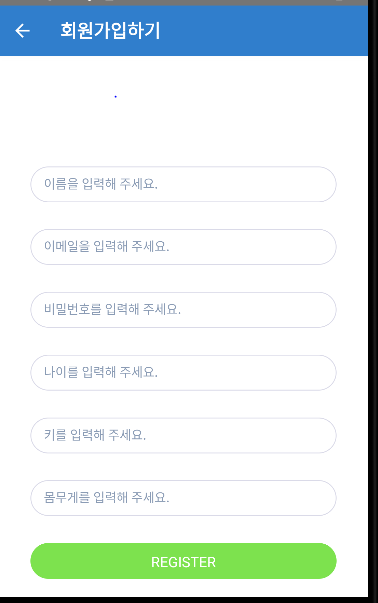 회원가입하기
이름을 입력해 주세요.
이메일을 입력해 주세요.
비밀번호를 입력해 주세요.
나이를 입력해 주세요.
키를 입력해 주세요.
몸무게를 입력해 주세요.
REGISTER